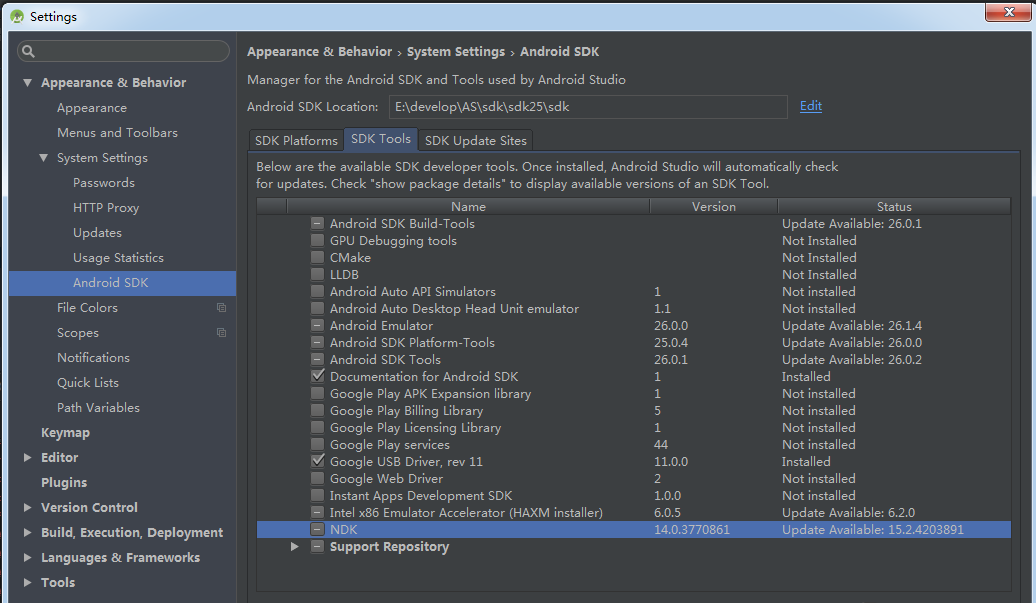 Settings
Appearance & Behavior
Appearance
Menus and Toolbars
System Settings
Passwords
HTTP Proxy
Updates
Usage Statistics
Android SDK
File Colors
Scopes
Notifications
Quick Lists
Path Variables
Keymap
Editor
Plugins
Version Control
Build, Execution, Deployment
Languages & Frameworks
Tools
Appearance & Behavior › System Settings › Android SDK
Manager for the Android SDK and Tools used by Android Studio
Android SDK Location: E:\develop\AS\sdk\sdk25\sdk Edit
SDK Platforms SDK Tools SDK Update Sites
Below are the available SDK developer tools. Once installed, Android Studio will automatically check
for updates. Check "show package details" to display available versions of an SDK Tool.
Name Version Status
Android SDK Build-Tools Update Available: 26.0.1
GPU Debugging tools Not Installed
CMake Not Installed
LLDB Not Installed
Android Auto API Simulators 1 Not installed
Android Auto Desktop Head Unit emulator 1.1 Not installed
Android Emulator 26.0.0 Update Available: 26.1.4
Android SDK Platform-Tools 25.0.4 Update Available: 26.0.0
Android SDK Tools 26.0.1 Update Available: 26.0.2
Documentation for Android SDK 1 Installed
Google Play APK Expansion library 1 Not installed
Google Play Billing Library 5 Not installed
Google Play Licensing Library 1 Not installed
Google Play services 44 Not installed
Google USB Driver, rev 11 11.0.0 Installed
Google Web Driver 2 Not installed
Instant Apps Development SDK 1.0.0 Not installed
Intel x86 Emulator Accelerator (HAXM installer) 6.0.5 Update Available: 6.2.0
NDK 14.0.3770861 Update Available: 15.2.4203891
Support Repository